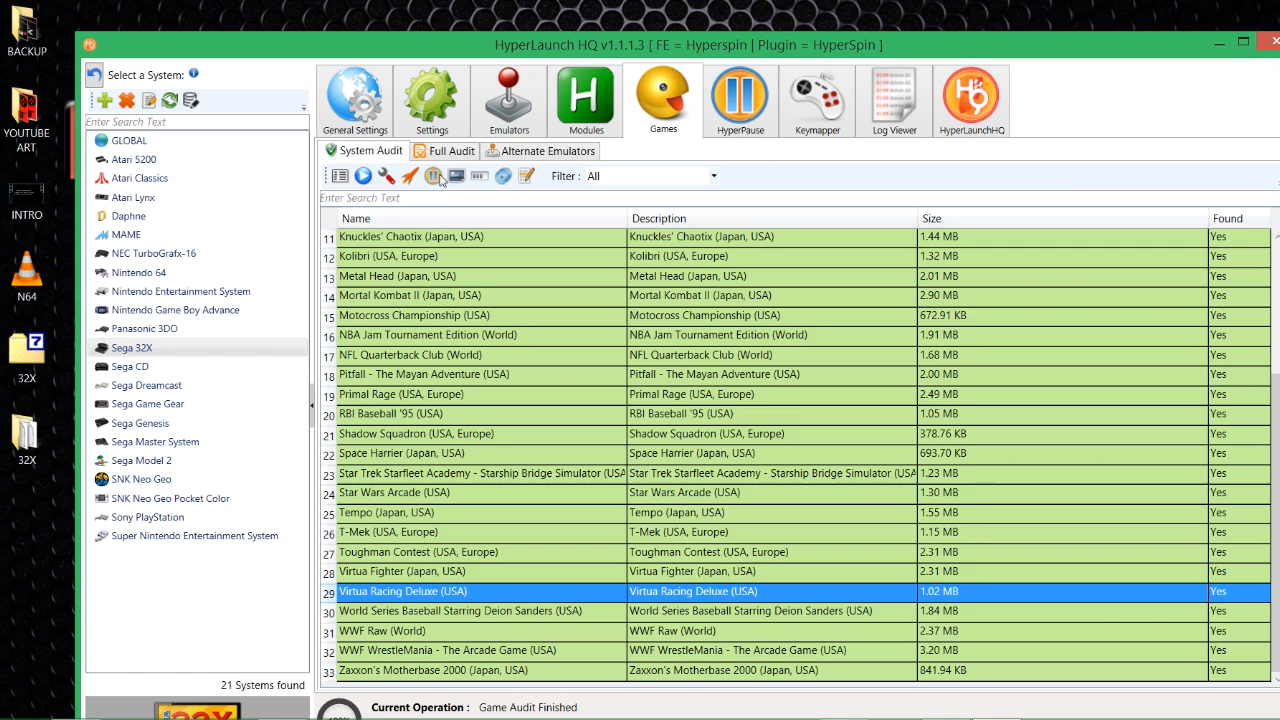 BACKUP
YOUTUBE
ART
INTRO
N64
7
32X
32X
HyperLaunch HQ v1.1.1.3 [ FE = Hyperspin | Plugin = HyperSpin ]
Select a System:
Enter Search Text
GLOBAL
Atari 5200
Atari Classics
Atari Lynx
Daphne
MAME
NEC TurboGrafx-16
Nintendo 64
Nintendo Entertainment System
Nintendo Game Boy Advance
Panasonic 3DO
Sega 32X
Sega CD
Sega Dreamcast
Sega Game Gear
Sega Genesis
Sega Master System
Sega Model 2
SNK Neo Geo
SNK Neo Geo Pocket Color
Sony PlayStation
Super Nintendo Entertainment System
21 Systems found
General Settings
Settings
Emulators
H
Modules
Games
HyperPause
Keymapper
Log Viewer
HQ
HyperLaunchHQ
System Audit
Full Audit
Alternate Emulators
Filter : All
Enter Search Text
Name Description Size Found
11 Knuckles' Chaotix (Japan, USA) Knuckles' Chaotix (Japan, USA) 1.44 MB Yes
12 Kolibri (USA, Europe) Kolibri (USA, Europe) 1.32 MB Yes
13 Metal Head (Japan, USA) Metal Head (Japan, USA) 2.01 MB Yes
14 Mortal Kombat II (Japan, USA) Mortal Kombat II (Japan, USA) 2.90 MB Yes
15 Motocross Championship (USA) Motocross Championship (USA) 672.91 KB Yes
16 NBA Jam Tournament Edition (World) NBA Jam Tournament Edition (World) 1.91 MB Yes
17 NFL Quarterback Club (World) NFL Quarterback Club (World) 1.68 MB Yes
18 Pitfall - The Mayan Adventure (USA) Pitfall - The Mayan Adventure (USA) 2.00 MB Yes
19 Primal Rage (USA, Europe) Primal Rage (USA, Europe) 2.49 MB Yes
20 RBI Baseball '95 (USA) RBI Baseball '95 (USA) 1.05 MB Yes
21 Shadow Squadron (USA, Europe) Shadow Squadron (USA, Europe) 378.76 KB Yes
22 Space Harrier (Japan, USA) Space Harrier (Japan, USA) 693.70 KB Yes
23 Star Trek Starfleet Academy - Starship Bridge Simulator (USA Star Trek Starfleet Academy - Starship Bridge Simulator (USA 1.23 MB Yes
24 Star Wars Arcade (USA) Star Wars Arcade (USA) 1.30 MB Yes
25 Tempo (Japan, USA) Tempo (Japan, USA) 1.55 MB Yes
26 T-Mek (USA, Europe) T-Mek (USA, Europe) 1.15 MB Yes
27 Toughman Contest (USA, Europe) Toughman Contest (USA, Europe) 2.31 MB Yes
28 Virtua Fighter (Japan, USA) Virtua Fighter (Japan, USA) 2.31 MB Yes
29 Virtua Racing Deluxe (USA) Virtua Racing Deluxe (USA) 1.02 MB Yes
30 World Series Baseball Starring Deion Sanders (USA) World Series Baseball Starring Deion Sanders (USA) 1.84 MB Yes
31 WWF Raw (World) WWF Raw (World) 2.37 MB Yes
32 WWF WrestleMania - The Arcade Game (USA) WWF WrestleMania - The Arcade Game (USA) 3.20 MB Yes
33 Zaxxon's Motherbase 2000 (Japan, USA) Zaxxon's Motherbase 2000 (Japan, USA) 841.94 KB Yes
Current Operation : Game Audit Finished